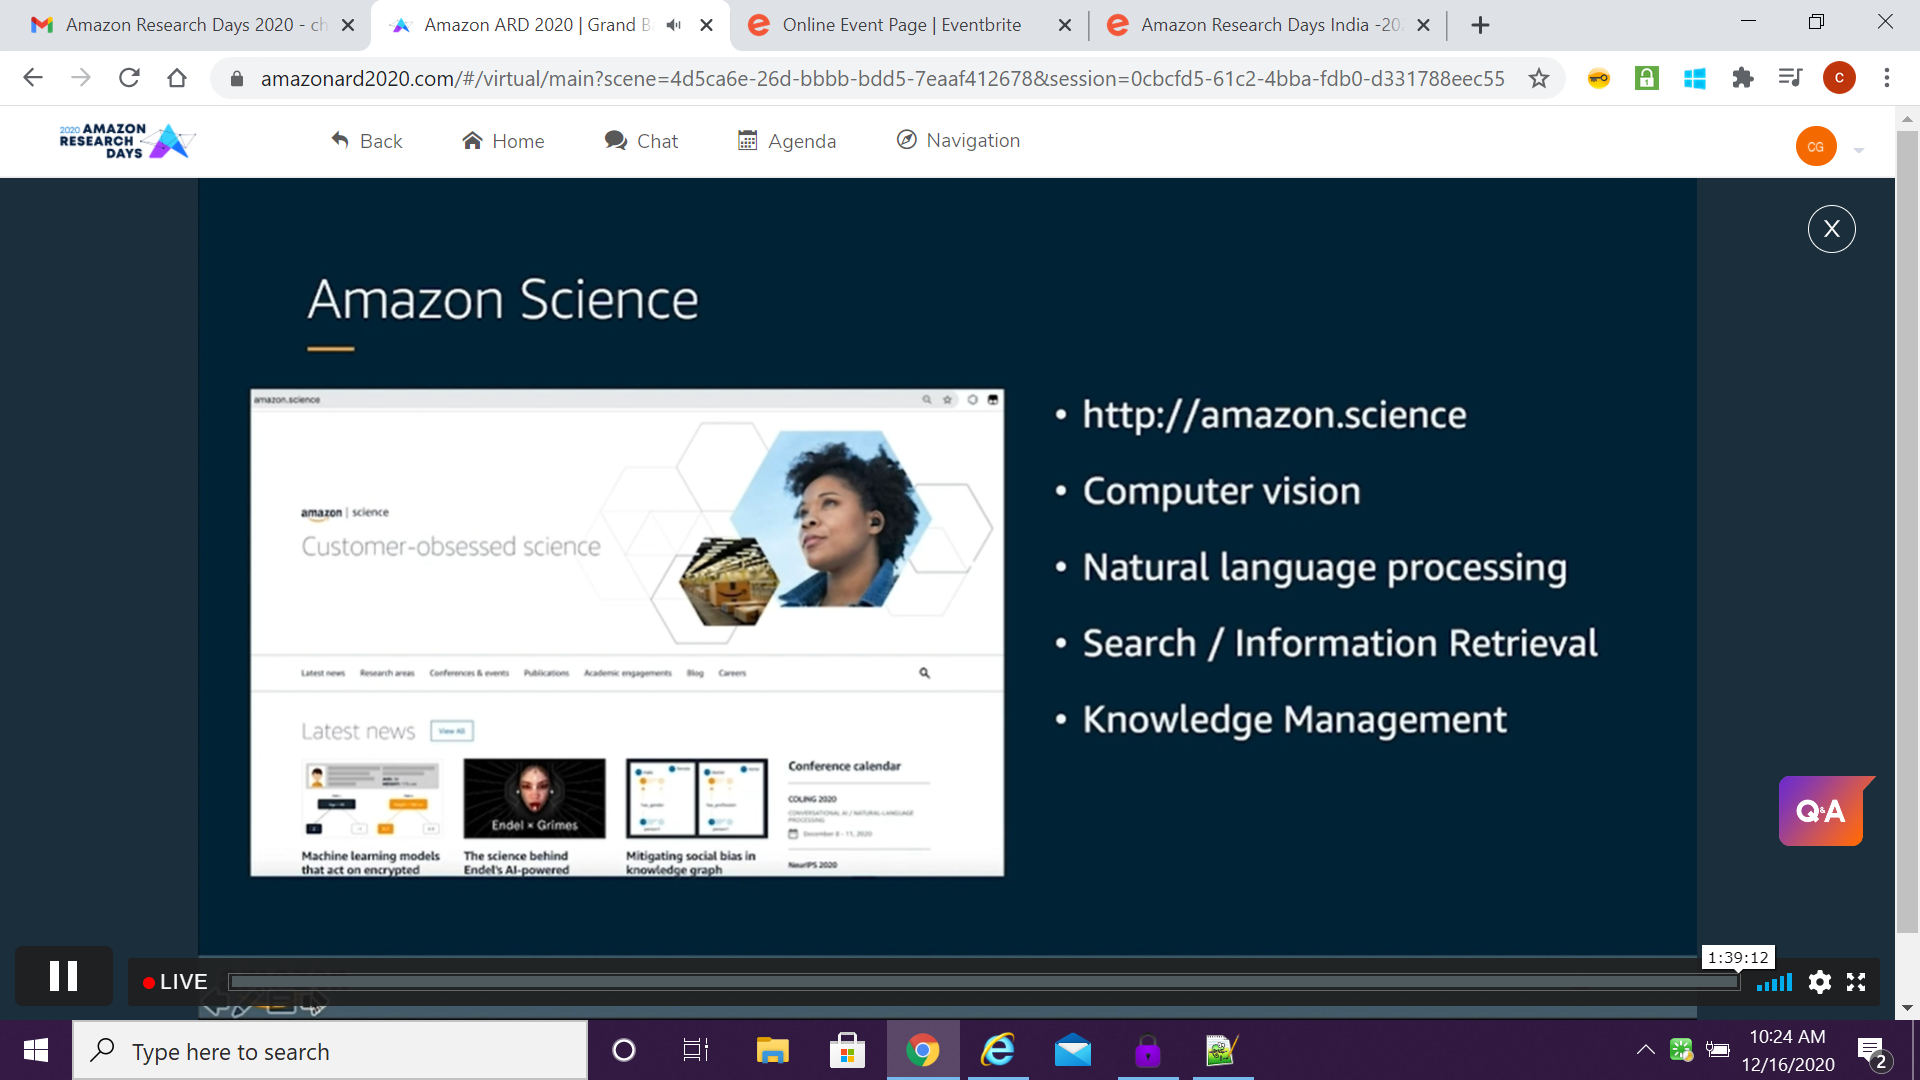 Amazon Research Days 2020 - ch
Amazon ARD 2020 | Grand B
Online Event Page | Eventbrite
Amazon Research Days India -202
amazonard2020.com/#/virtual/main?scene=4d5ca6e-26d-bbbb-bdd5-7eaaf412678&session=0cbcfd5-61c2-4bba-fdb0-d331788eec55
C
2020 AMAZON
RESEARCH
DAYS
Back
Home
Chat
Agenda
Navigation
CG
X
Amazon Science
amazon.science
amazon | science
Customer-obsessed science
Latest news
Research areas
Conferences & events
Publications
Academic engagements
Blog
Careers
Latest news
View All
Endel × Grimes
Machine learning models
that act on encrypted
The science behind
Endel's AI-powered
Mitigating social bias in
knowledge graph
Conference calendar
COLING 2020
CONVERSATIONAL AI / NATURAL-LANGUAGE
PROCESSING
December 8 - 11, 2020
NeurIPS 2020
• http://amazon.science
• Computer vision
• Natural language processing
• Search / Information Retrieval
• Knowledge Management
Q&A
1:39:12
LIVE
Type here to search
10:24 AM
12/16/2020
2